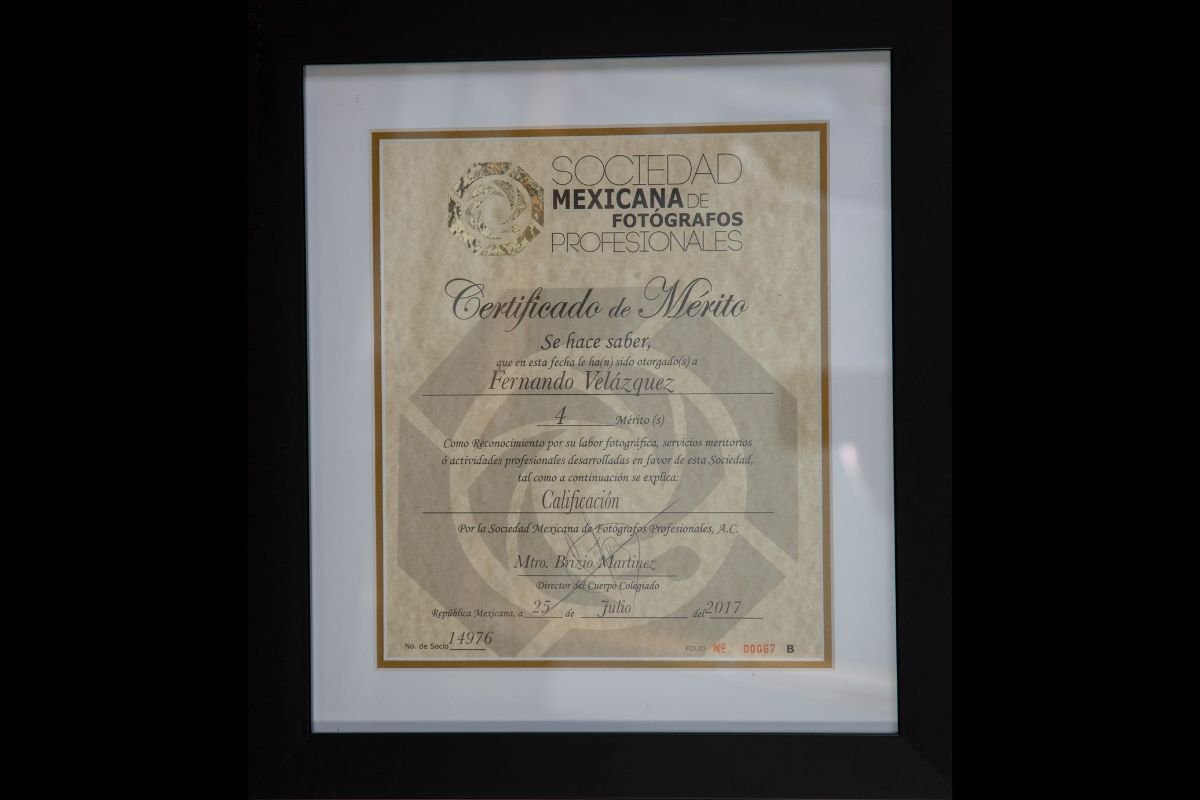 SOCIEDAD
MEXICANA DE
FOTÓGRAFOS
PROFESIONALES
Certificado de Mérito
Se hace saber,
que en esta fecha le ha(n) sido otorgado(s) a
Fernando Velázquez
4 Mérito (s)
Como Reconocimiento por su labor fotográfica, servicios meritorios
ó actividades profesionales desarrolladas en favor de esta Sociedad,
tal como a continuación se explica:
Calificación
Por la Sociedad Mexicana de Fotógrafos Profesionales, A.C.
Mtro. Brizio Martínez
Director del Cuerpo Colegiado
República Mexicana, a 25 de Julio del 2017
No. de Socio 14976
FOLIO Nº 00067 B